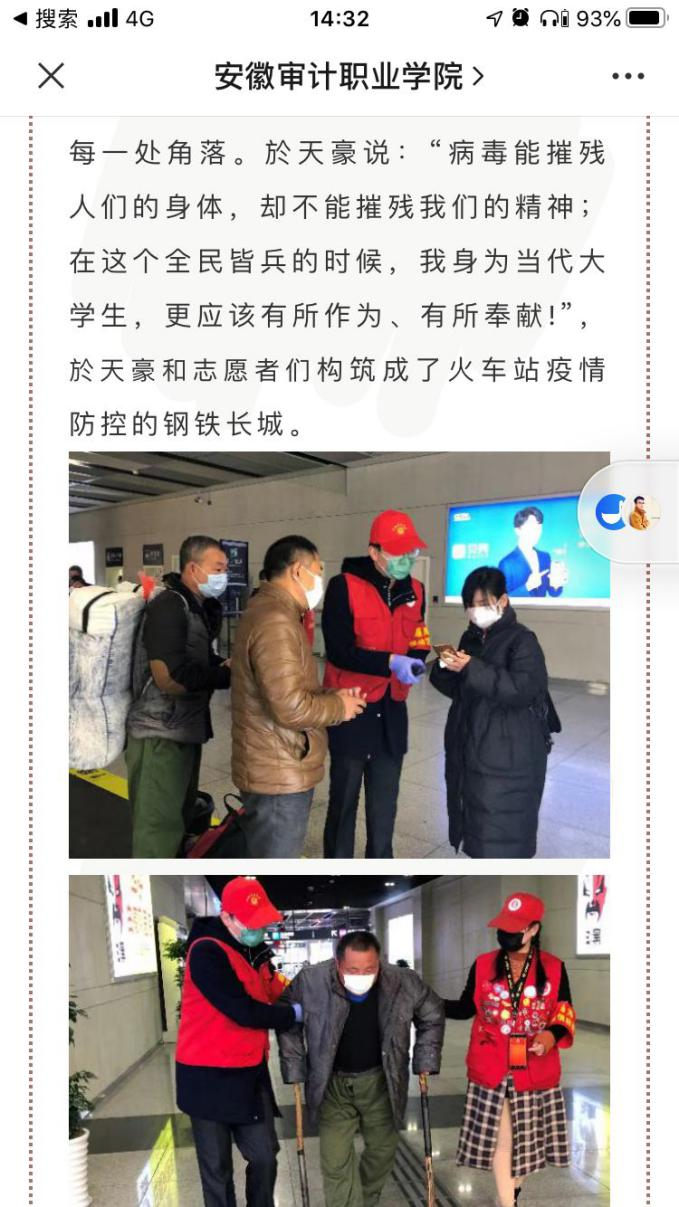 搜索 4G 14:32 93%
安徽审计职业学院
每一处角落。於天豪说：“病毒能摧残
人们的身体，却不能摧残我们的精神；
在这个全民皆兵的时候，我身为当代大
学生，更应该有所作为、有所奉献!”，
於天豪和志愿者们构筑成了火车站疫情
防控的钢铁长城。